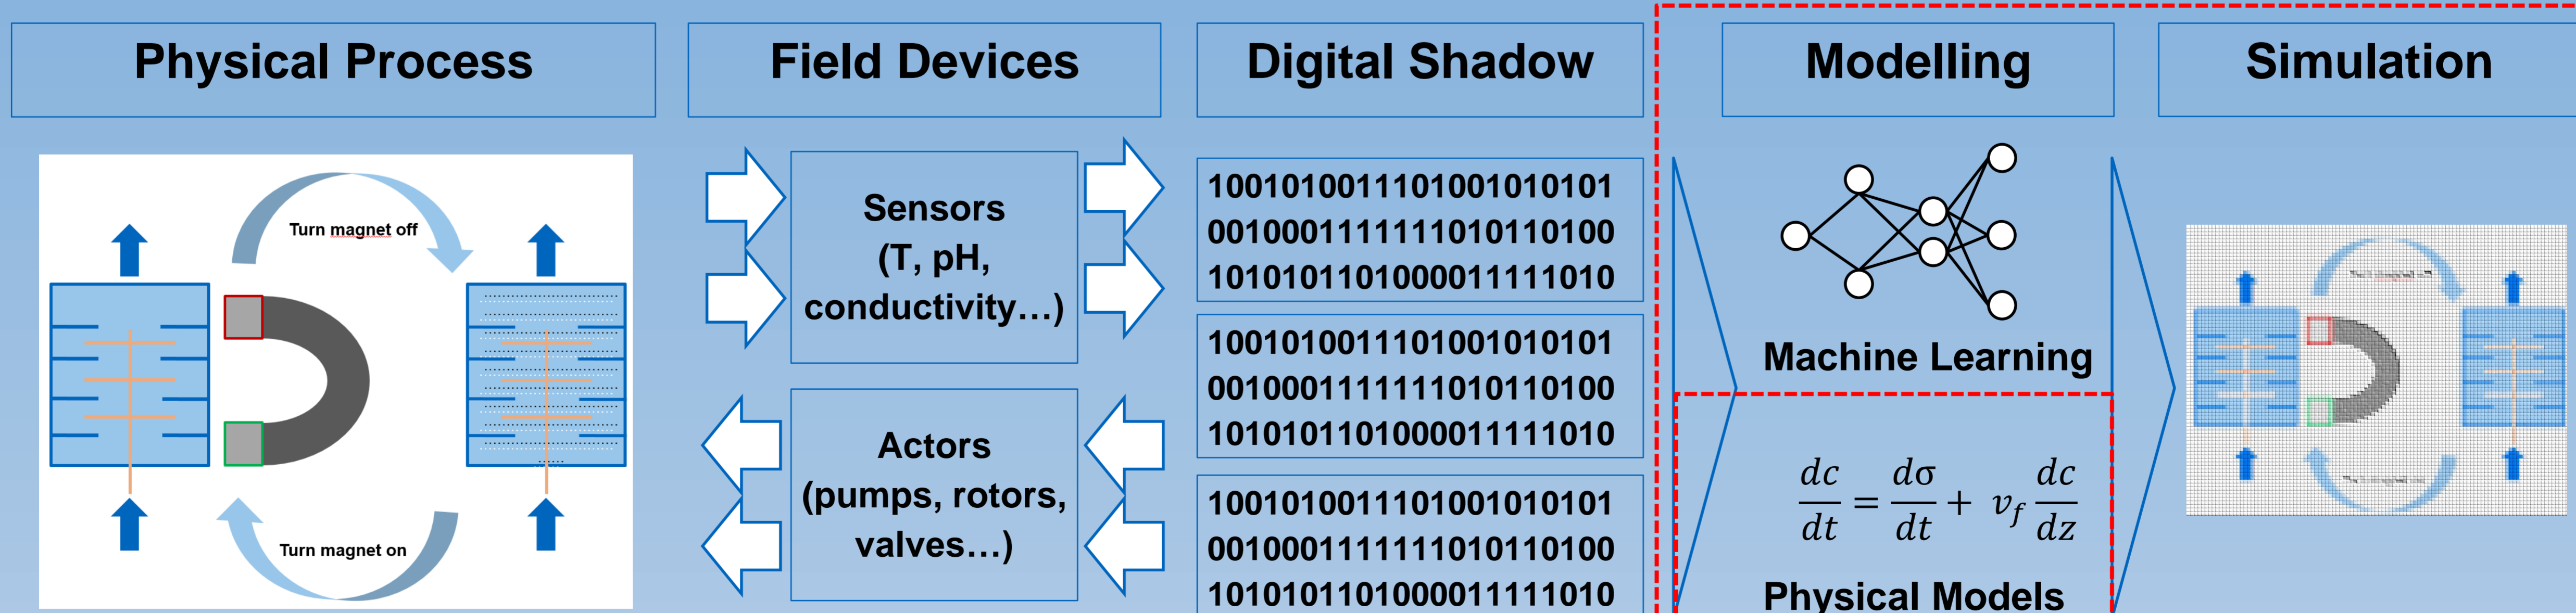 Physical Process
Field Devices
Digital Shadow
Modelling
Simulation
Turn magnet off
Turn magnet on
Sensors
(T, pH,
conductivity…)
Actors
(pumps, rotors,
valves…)
1001010011101001010101
0010001111111010110100
1010101101000011111010
1001010011101001010101
0010001111111010110100
1010101101000011111010
1001010011101001010101
0010001111111010110100
1010101101000011111010
Machine Learning
dc/dt = dσ/dt + v_f dc/dz
Physical Models